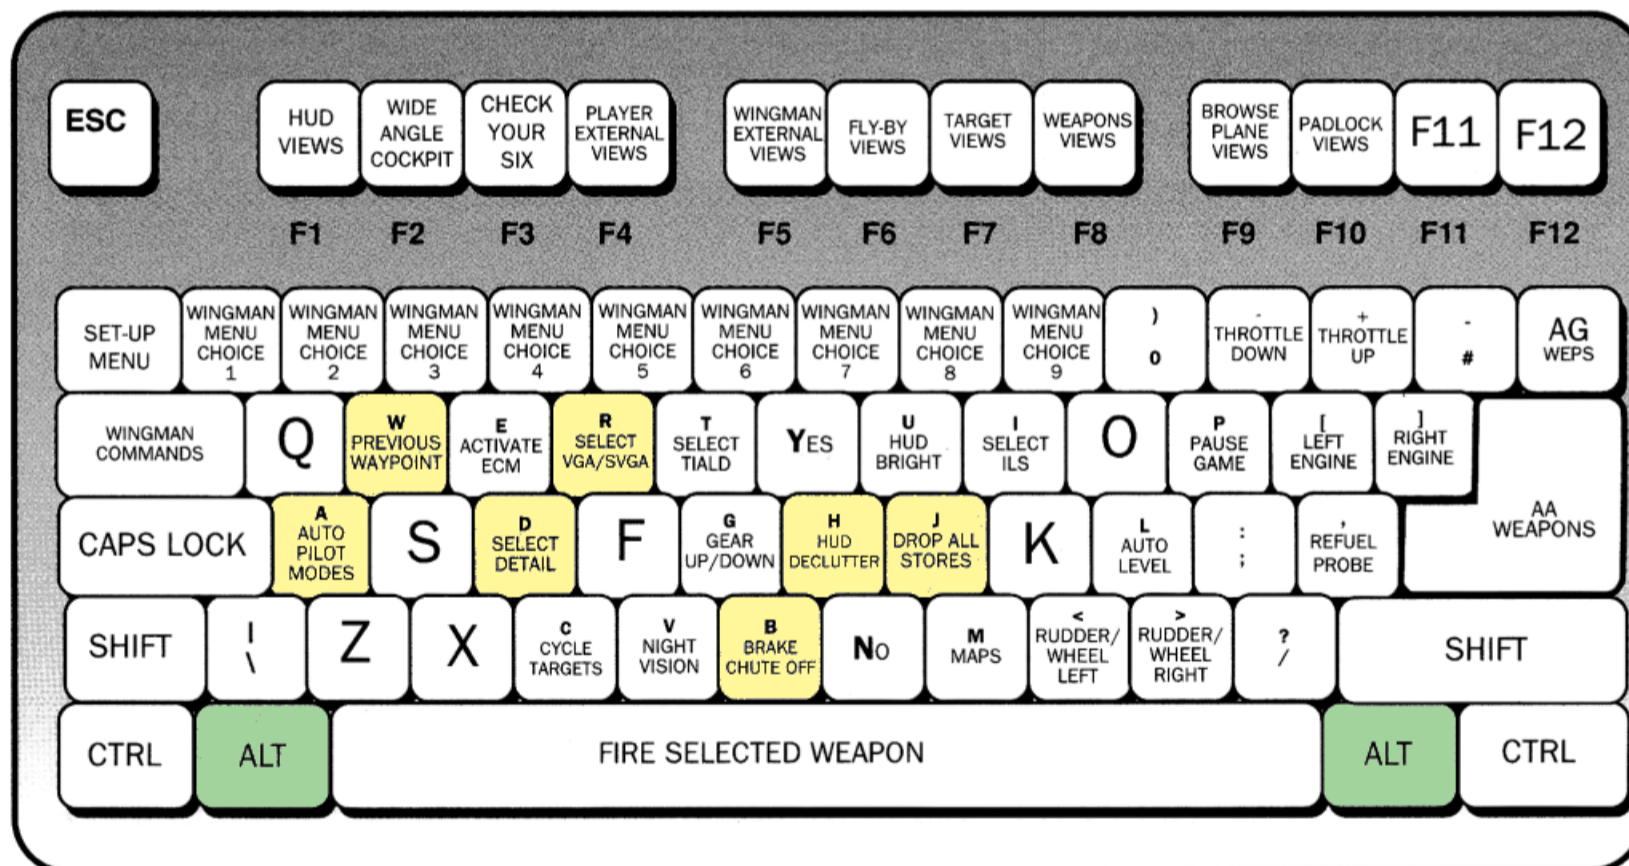 ESC
HUD
VIEWS
WIDE
ANGLE
COCKPIT
CHECK
YOUR
SIX
PLAYER
EXTERNAL
VIEWS
WINGMAN
EXTERNAL
VIEWS
FLY-BY
VIEWS
TARGET
VIEWS
WEAPONS
VIEWS
BROWSE
PLANE
VIEWS
PADLOCK
VIEWS
F11
F12
F1
F2
F3
F4
F5
F6
F7
F8
F9
F10
F11
F12
SET-UP
MENU
WINGMAN
MENU
CHOICE
1
WINGMAN
MENU
CHOICE
2
WINGMAN
MENU
CHOICE
3
WINGMAN
MENU
CHOICE
4
WINGMAN
MENU
CHOICE
5
WINGMAN
MENU
CHOICE
6
WINGMAN
MENU
CHOICE
7
WINGMAN
MENU
CHOICE
8
WINGMAN
MENU
CHOICE
9
)
0
-
THROTTLE
DOWN
+
THROTTLE
UP
-
#
AG
WEPS
WINGMAN
COMMANDS
Q
W
PREVIOUS
WAYPOINT
E
ACTIVATE
ECM
R
SELECT
VGA/SVGA
T
SELECT
TIALD
YES
U
HUD
BRIGHT
I
SELECT
ILS
O
P
PAUSE
GAME
[
LEFT
ENGINE
]
RIGHT
ENGINE
AA
WEAPONS
CAPS LOCK
A
AUTO
PILOT
MODES
S
D
SELECT
DETAIL
F
G
GEAR
UP/DOWN
H
HUD
DECLUTTER
J
DROP ALL
STORES
K
L
AUTO
LEVEL
:
;
,
REFUEL
PROBE
SHIFT
|
\
Z
X
C
CYCLE
TARGETS
V
NIGHT
VISION
B
BRAKE
CHUTE OFF
NO
M
MAPS
<
RUDDER/
WHEEL
LEFT
>
RUDDER/
WHEEL
RIGHT
?
/
SHIFT
CTRL
ALT
FIRE SELECTED WEAPON
ALT
CTRL